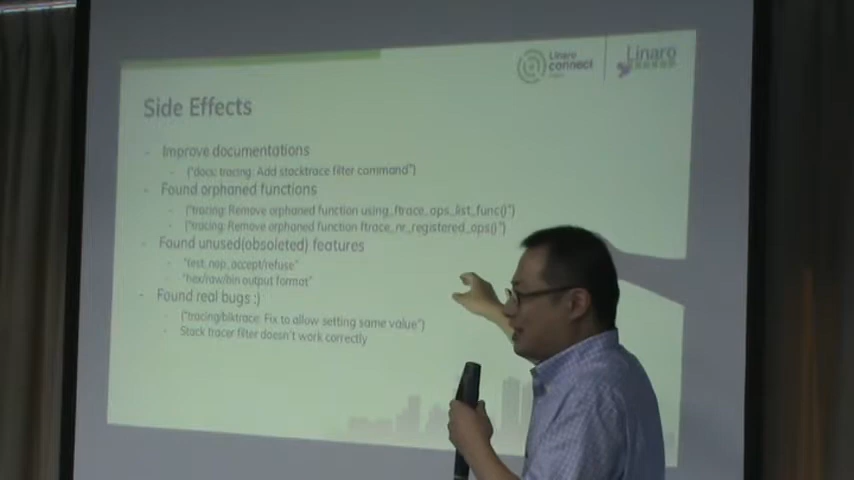 Linaro
connect
Linaro
Side Effects
- Improve documentations
- ("docs: tracing: Add stacktrace filter command")
- Found orphaned functions
- ("tracing: Remove orphaned function using_ftrace_ops_list_func()")
- ("tracing: Remove orphaned function ftrace_nr_registered_ops()")
- Found unused(obsoleted) features
- "test_nop_accept/refuse"
- "hex/raw/bin output format"
- Found real bugs :)
- ("tracing/blktrace: Fix to allow setting same value")
- Stack tracer filter doesn't work correctly